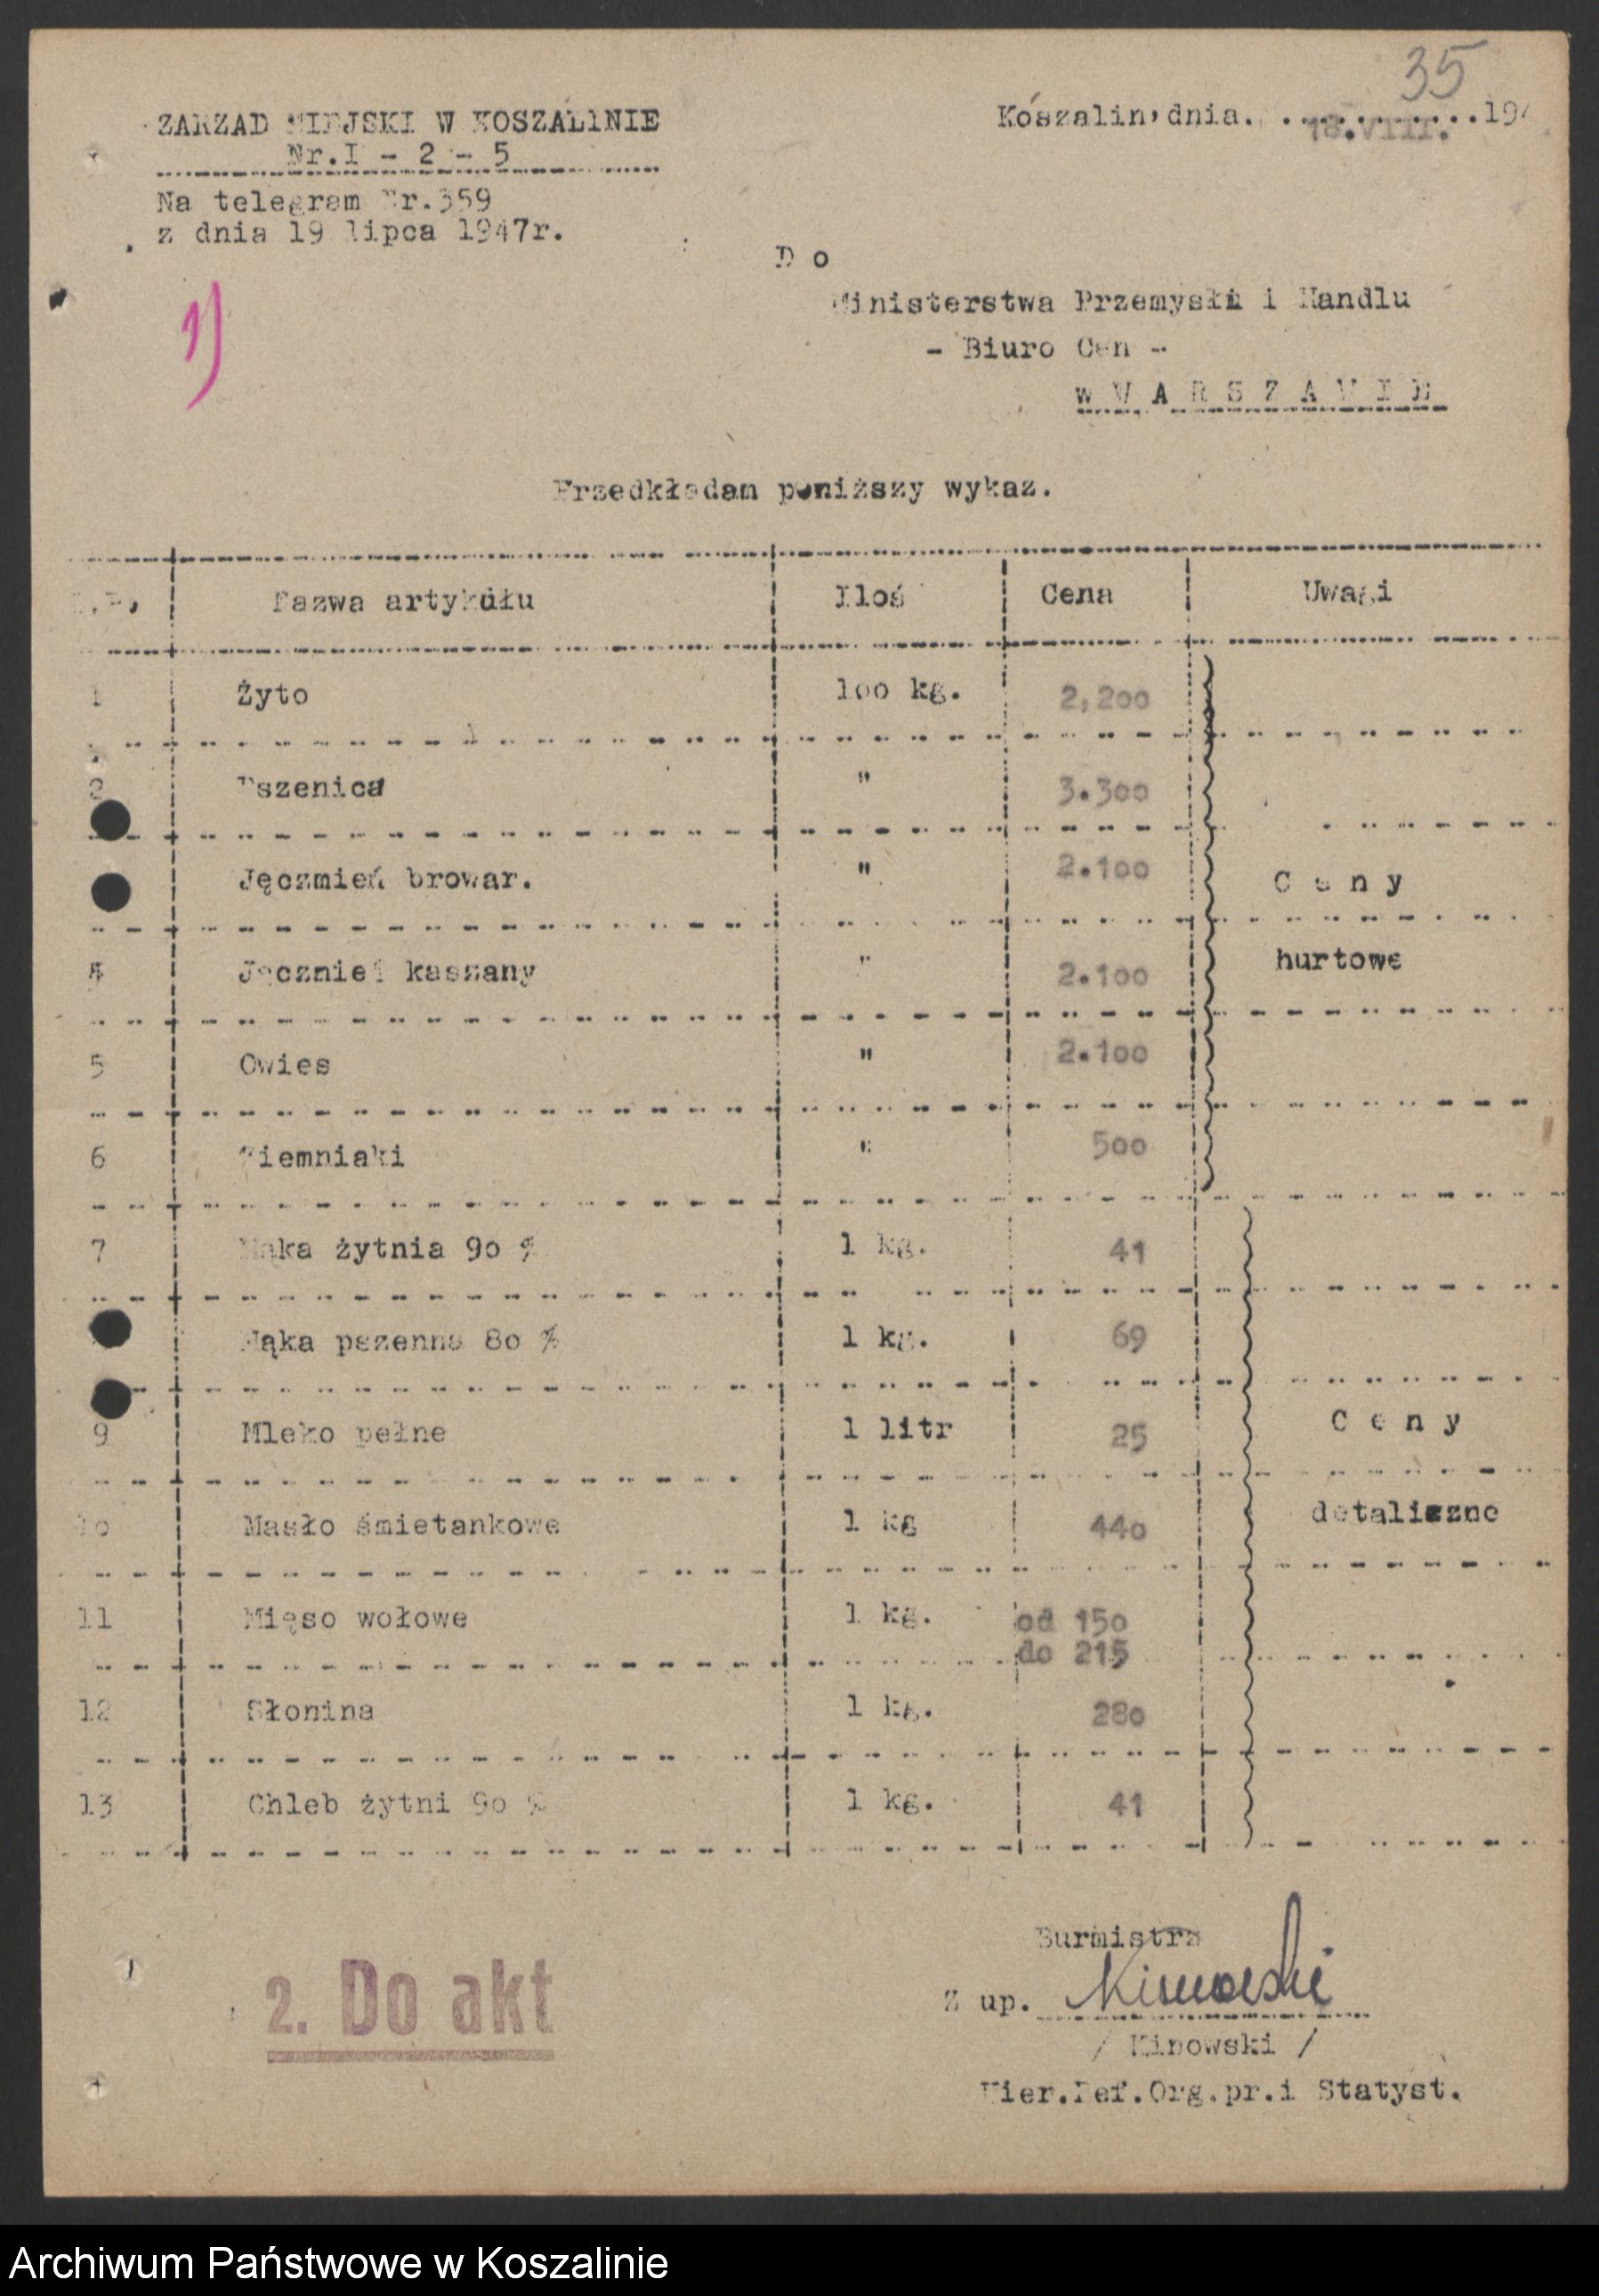 35
ZARZAD MIEJSKI W KOSZALINIE
Koszalin, dnia. 18.VIII. 194
Nr.I - 2 - 5
Na telegram Nr.359
z dnia 19 lipca 1947r.
1)
D o
Ministerstwa Przemysłu i Handlu
- Biuro Cen -
w W A R S Z A W I E
Przedkładam poniższy wykaz.
L.P. Nazwa artykułu Iloś Cena Uwagi
1 Żyto 100 kg. 2,200
2 Pszenica " 3.300
Jęczmień browar. " 2.100 C e n y
4 Jęczmień kaszany " 2.100 hurtowe
5 Owies " 2.100
6 Ziemniaki " 500
7 Mąka żytnia 90 % 1 kg. 41
Mąka pszenna 80 % 1 kg. 69
9 Mleko pełne 1 litr 25 C e n y
10 Masło śmietankowe 1 kg 440 detaliczne
11 Mięso wołowe 1 kg. od 150
do 215
12 Słonina 1 kg. 280
13 Chleb żytni 90 % 1 kg. 41
Burmistrz
2. Do akt
Z up. Kinowski
/ Kinowski /
Kier.Ref.Org.pr.i Statyst.
Archiwum Państwowe w Koszalinie